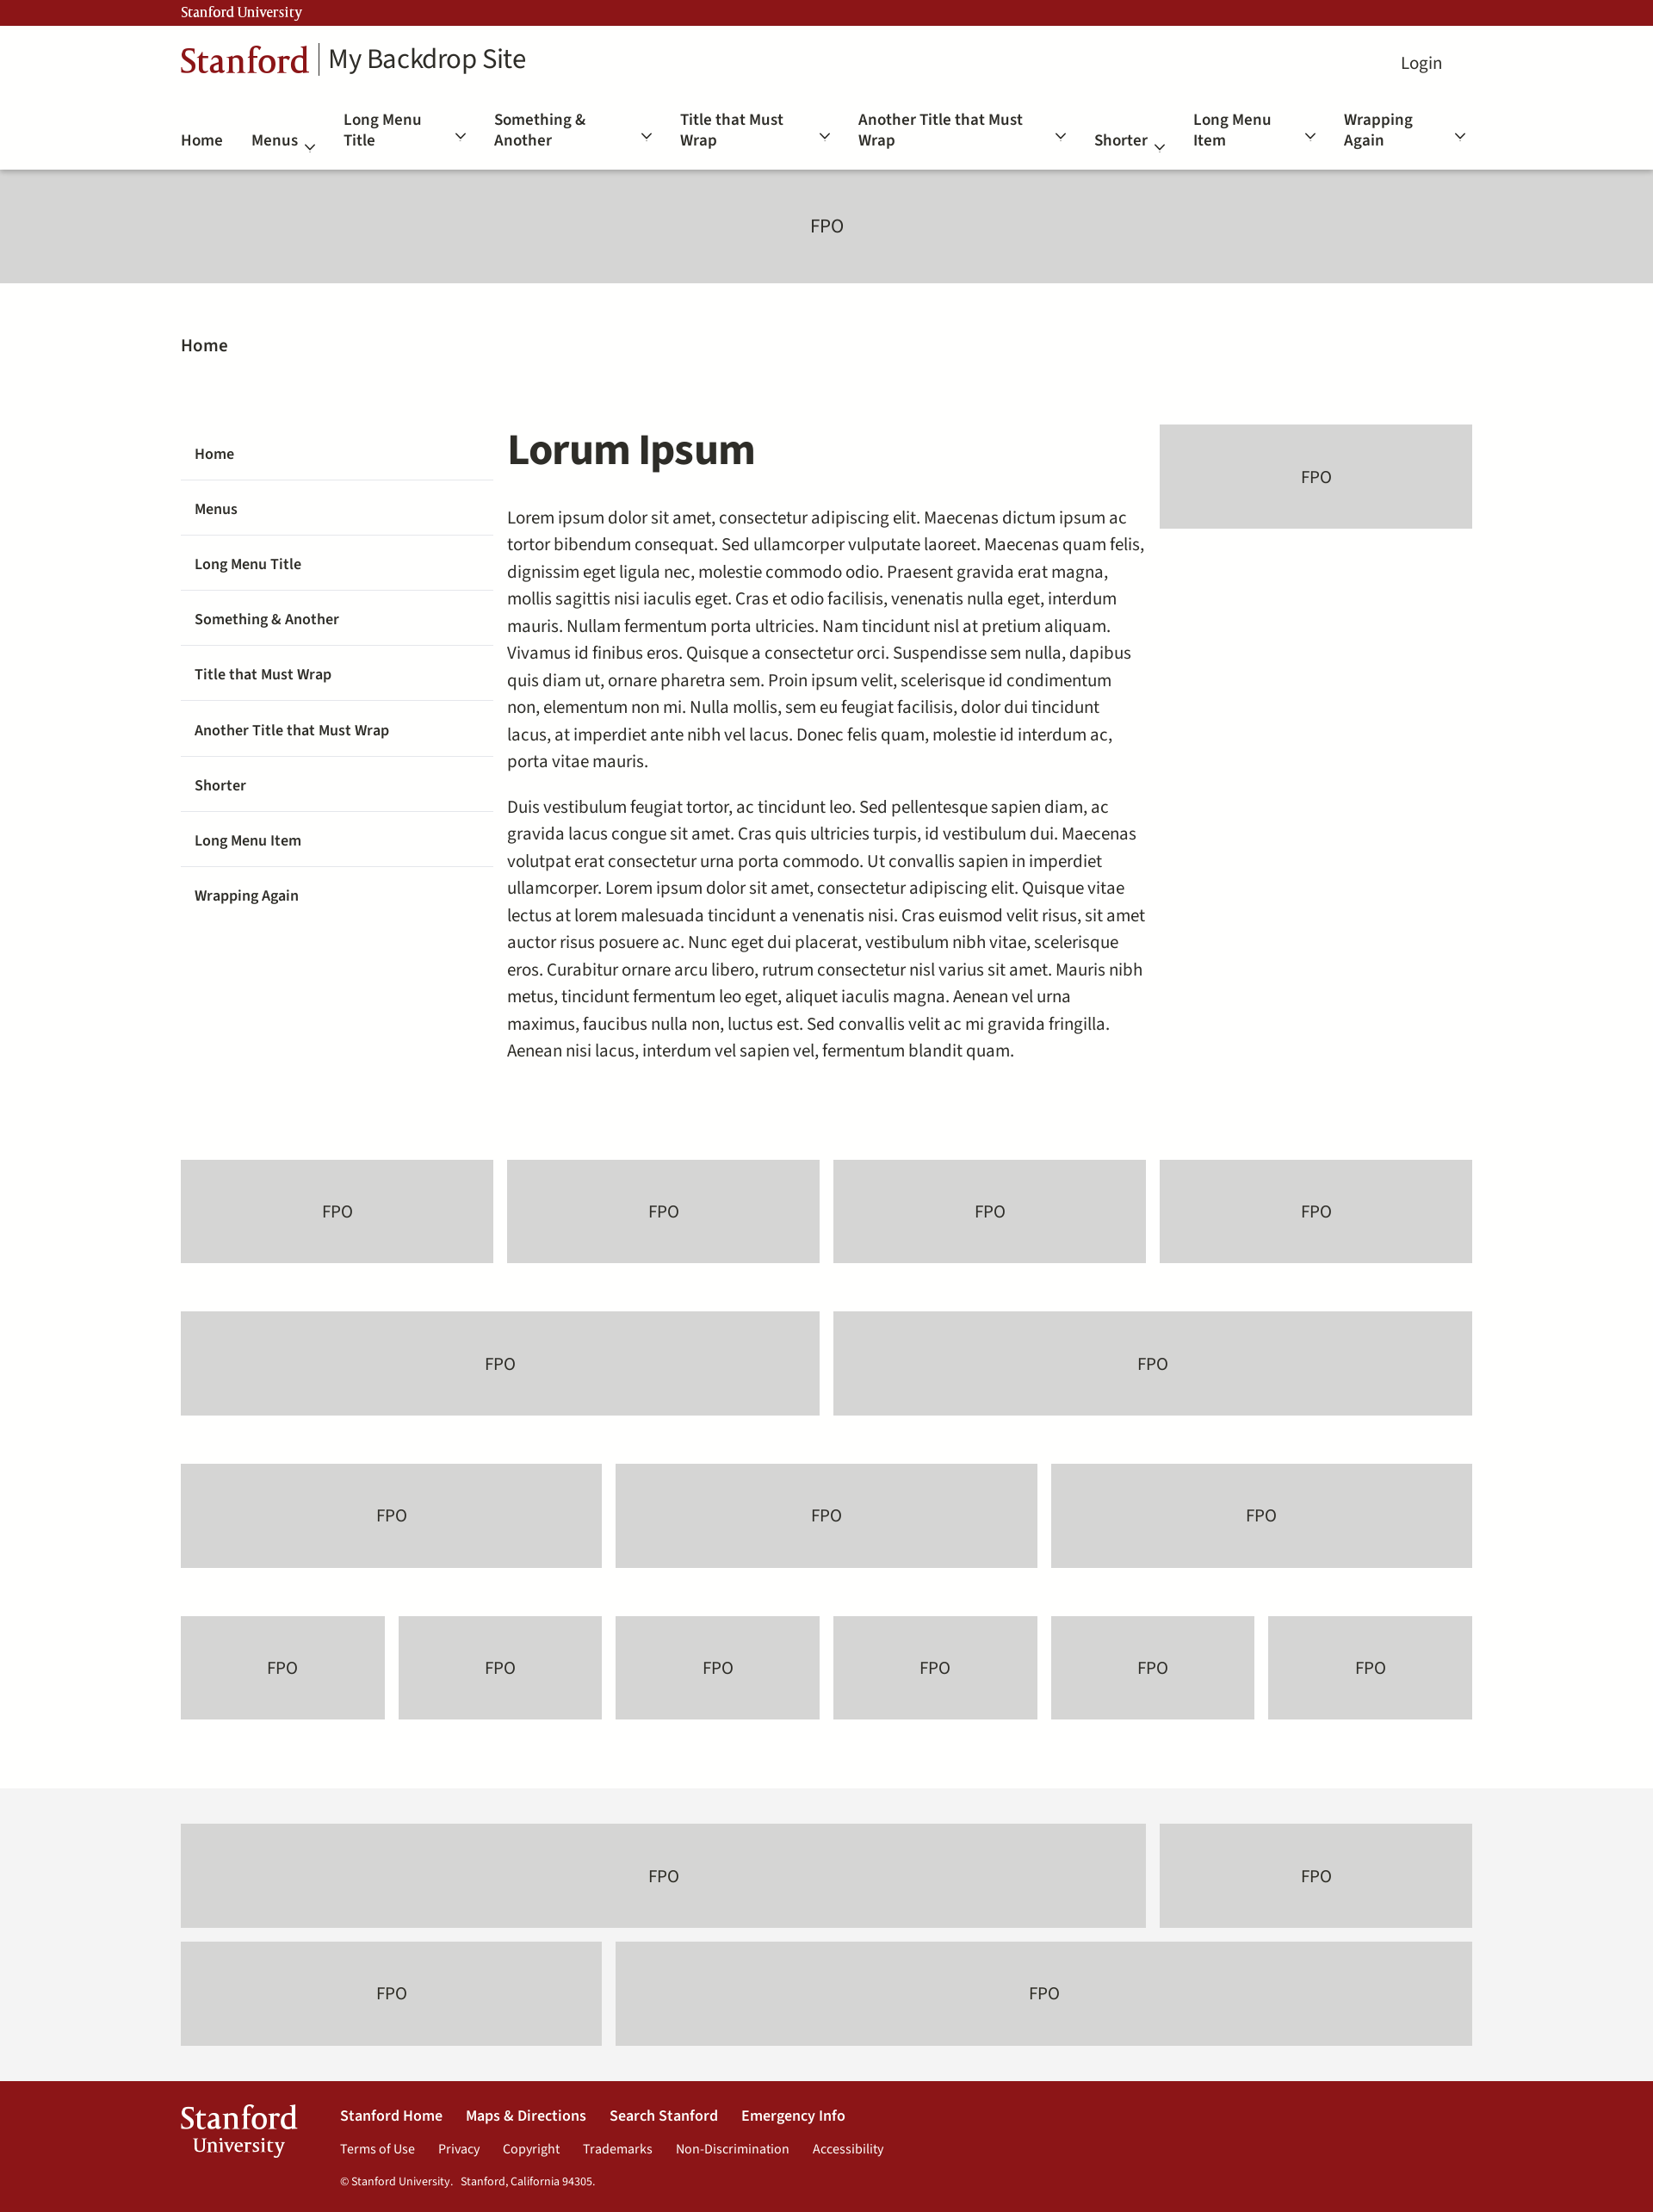 Stanford University
Stanford | My Backdrop Site
Login
Home
Menus
Long Menu
Title
Something &
Another
Title that Must
Wrap
Another Title that Must
Wrap
Shorter
Long Menu
Item
Wrapping
Again
FPO
Home
Home
Menus
Long Menu Title
Something & Another
Title that Must Wrap
Another Title that Must Wrap
Shorter
Long Menu Item
Wrapping Again
Lorum Ipsum
Lorem ipsum dolor sit amet, consectetur adipiscing elit. Maecenas dictum ipsum ac
tortor bibendum consequat. Sed ullamcorper vulputate laoreet. Maecenas quam felis,
dignissim eget ligula nec, molestie commodo odio. Praesent gravida erat magna,
mollis sagittis nisi iaculis eget. Cras et odio facilisis, venenatis nulla eget, interdum
mauris. Nullam fermentum porta ultricies. Nam tincidunt nisl at pretium aliquam.
Vivamus id finibus eros. Quisque a consectetur orci. Suspendisse sem nulla, dapibus
quis diam ut, ornare pharetra sem. Proin ipsum velit, scelerisque id condimentum
non, elementum non mi. Nulla mollis, sem eu feugiat facilisis, dolor dui tincidunt
lacus, at imperdiet ante nibh vel lacus. Donec felis quam, molestie id interdum ac,
porta vitae mauris.
Duis vestibulum feugiat tortor, ac tincidunt leo. Sed pellentesque sapien diam, ac
gravida lacus congue sit amet. Cras quis ultricies turpis, id vestibulum dui. Maecenas
volutpat erat consectetur urna porta commodo. Ut convallis sapien in imperdiet
ullamcorper. Lorem ipsum dolor sit amet, consectetur adipiscing elit. Quisque vitae
lectus at lorem malesuada tincidunt a venenatis nisi. Cras euismod velit risus, sit amet
auctor risus posuere ac. Nunc eget dui placerat, vestibulum nibh vitae, scelerisque
eros. Curabitur ornare arcu libero, rutrum consectetur nisl varius sit amet. Mauris nibh
metus, tincidunt fermentum leo eget, aliquet iaculis magna. Aenean vel urna
maximus, faucibus nulla non, luctus est. Sed convallis velit ac mi gravida fringilla.
Aenean nisi lacus, interdum vel sapien vel, fermentum blandit quam.
FPO
FPO FPO FPO FPO
FPO FPO
FPO FPO FPO
FPO FPO FPO FPO FPO FPO
FPO FPO
FPO FPO
Stanford
University
Stanford Home Maps & Directions Search Stanford Emergency Info
Terms of Use Privacy Copyright Trademarks Non-Discrimination Accessibility
© Stanford University. Stanford, California 94305.